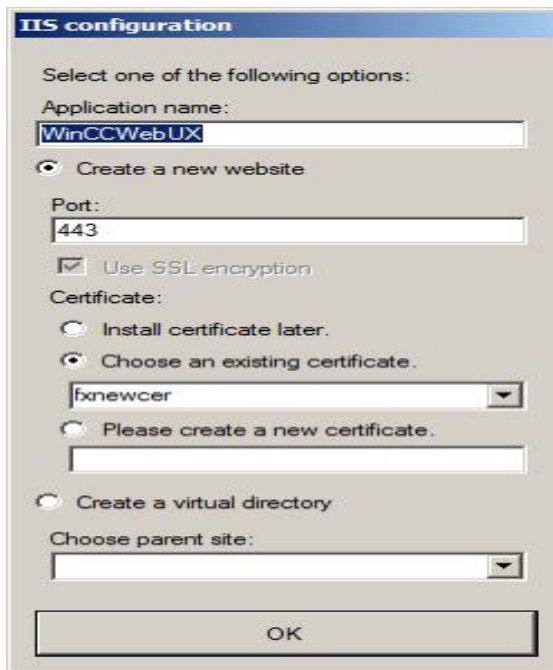 IIS configuration
Select one of the following options:
Application name:
WinCCWebUX
Create a new website
Port:
443
Use SSL encryption
Certificate:
Install certificate later.
Choose an existing certificate.
fxnewcer
Please create a new certificate.
Create a virtual directory
Choose parent site:
OK